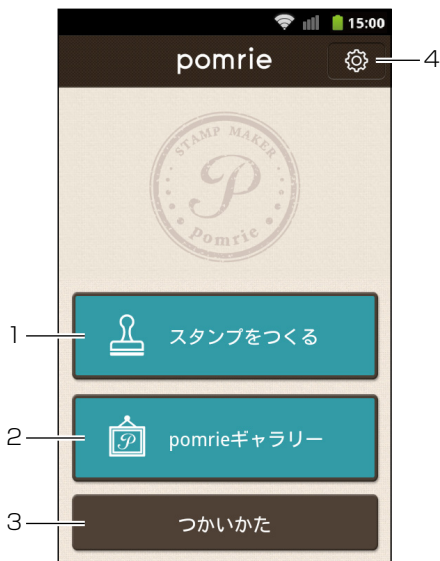 15:00
pomrie
4
STAMP MAKER
P
pomrie
1
スタンプをつくる
2
P
pomrieギャラリー
3
つかいかた